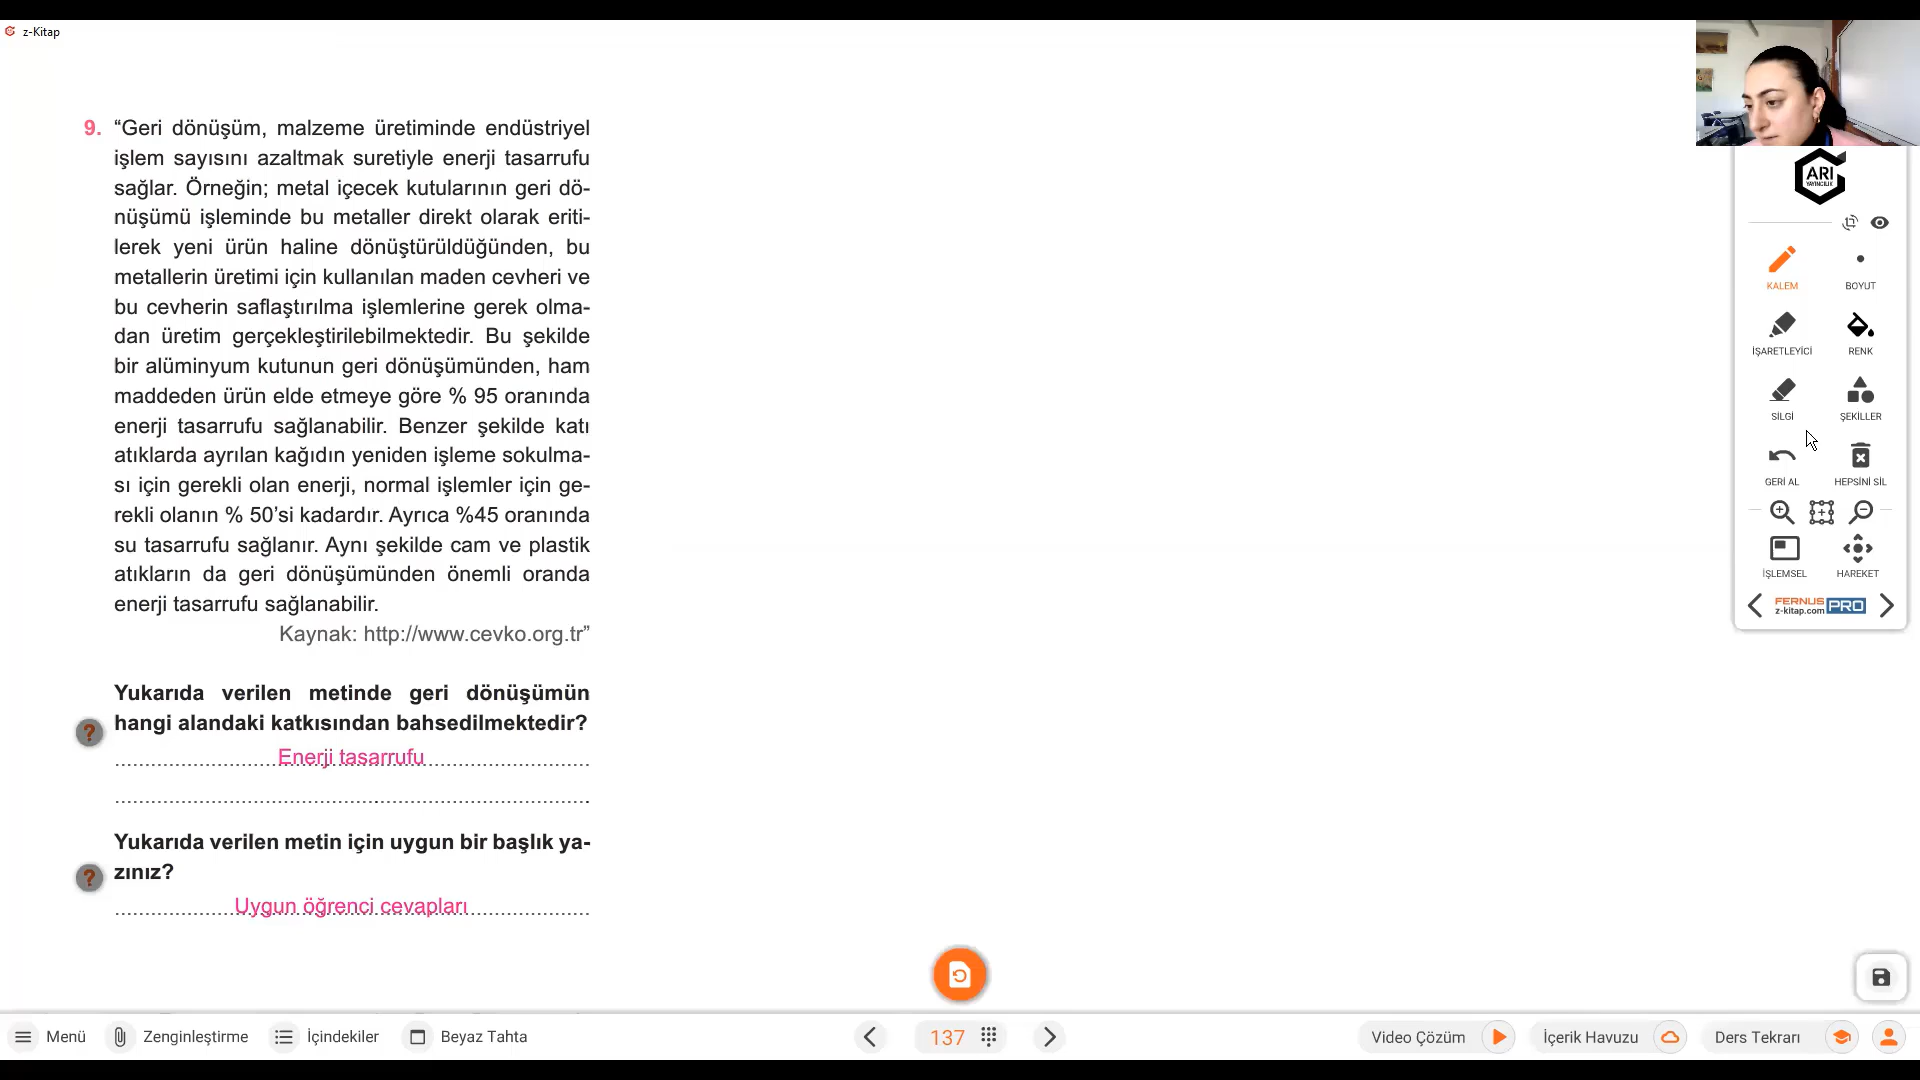 z-Kitap
9. “Geri dönüşüm, malzeme üretiminde endüstriyel
işlem sayısını azaltmak suretiyle enerji tasarrufu
sağlar. Örneğin; metal içecek kutularının geri dö-
nüşümü işleminde bu metaller direkt olarak eriti-
lerek yeni ürün haline dönüştürüldüğünden, bu
metallerin üretimi için kullanılan maden cevheri ve
bu cevherin saflaştırılma işlemlerine gerek olma-
dan üretim gerçekleştirilebilmektedir. Bu şekilde
bir alüminyum kutunun geri dönüşümünden, ham
maddeden ürün elde etmeye göre % 95 oranında
enerji tasarrufu sağlanabilir. Benzer şekilde katı
atıklarda ayrılan kağıdın yeniden işleme sokulma-
sı için gerekli olan enerji, normal işlemler için ge-
rekli olanın % 50’si kadardır. Ayrıca %45 oranında
su tasarrufu sağlanır. Aynı şekilde cam ve plastik
atıkların da geri dönüşümünden önemli oranda
enerji tasarrufu sağlanabilir.
Kaynak: http://www.cevko.org.tr”
Yukarıda verilen metinde geri dönüşümün
hangi alandaki katkısından bahsedilmektedir?
Enerji tasarrufu
Yukarıda verilen metin için uygun bir başlık ya-
zınız?
Uygun öğrenci cevapları
ARI
YAYINCILIK
KALEM BOYUT
İŞARETLEYİCİ RENK
SİLGİ ŞEKİLLER
GERİ AL HEPSİNİ SİL
İŞLEMSEL HAREKET
FERNUS
z-kitap.com PRO
Menü Zenginleştirme İçindekiler Beyaz Tahta 137 Video Çözüm İçerik Havuzu Ders Tekrarı